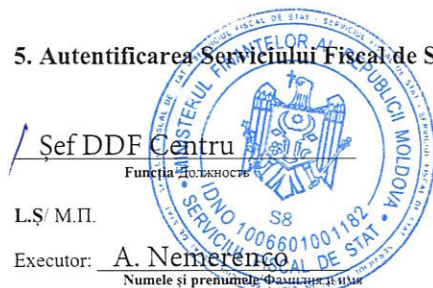 5. Autentificarea Serviciului Fiscal de S
Șef DDF Centru
Funcția/Должность
L.Ș/ М.П.
Executor: A. Nemerenco
Numele și prenumele/Фамилия и имя
MINISTERUL FINANȚELOR AL REPUBLICII MOLDOVA
SERVICIUL FISCAL DE STAT
IDNO 1006601001182
S8